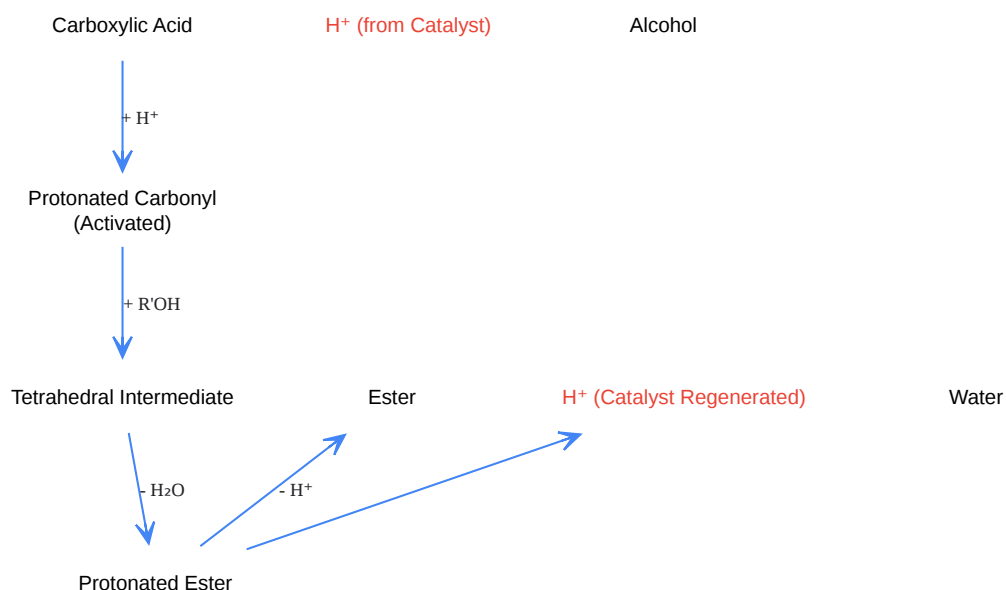 Carboxylic Acid
H⁺ (from Catalyst)
Alcohol
+ H⁺
Protonated Carbonyl
(Activated)
+ R'OH
Tetrahedral Intermediate
Ester
H⁺ (Catalyst Regenerated)
Water
- H₂O
- H⁺
Protonated Ester